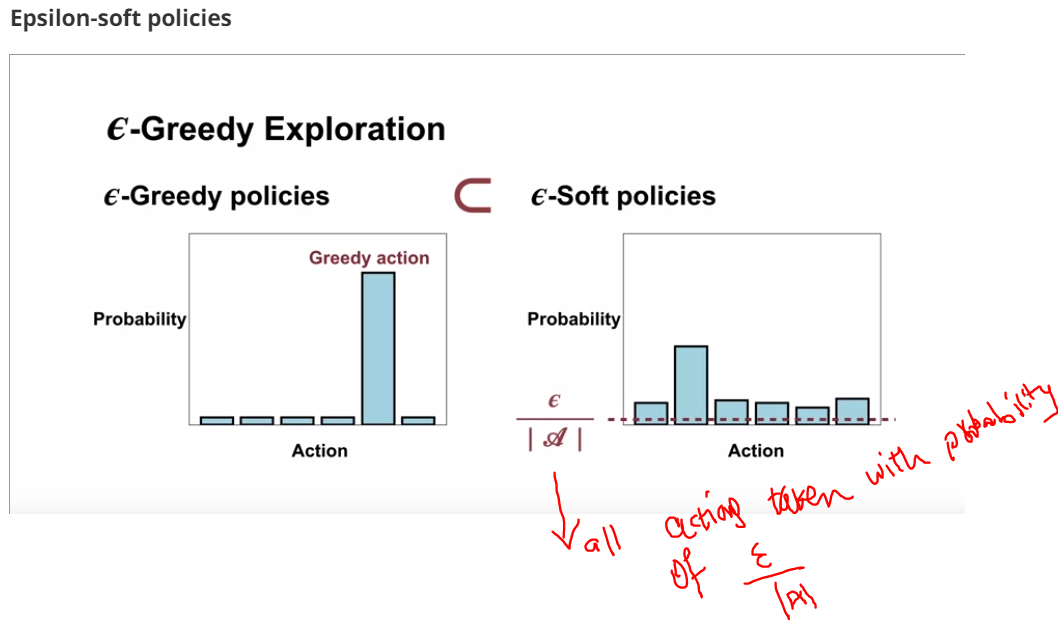 Epsilon-soft policies
ϵ-Greedy Exploration
ϵ-Greedy policies ⊂ ϵ-Soft policies
Greedy action
Probability
Action
Probability
ϵ
| 𝒜 |
Action
all acting taken with probability
of ε
|A|